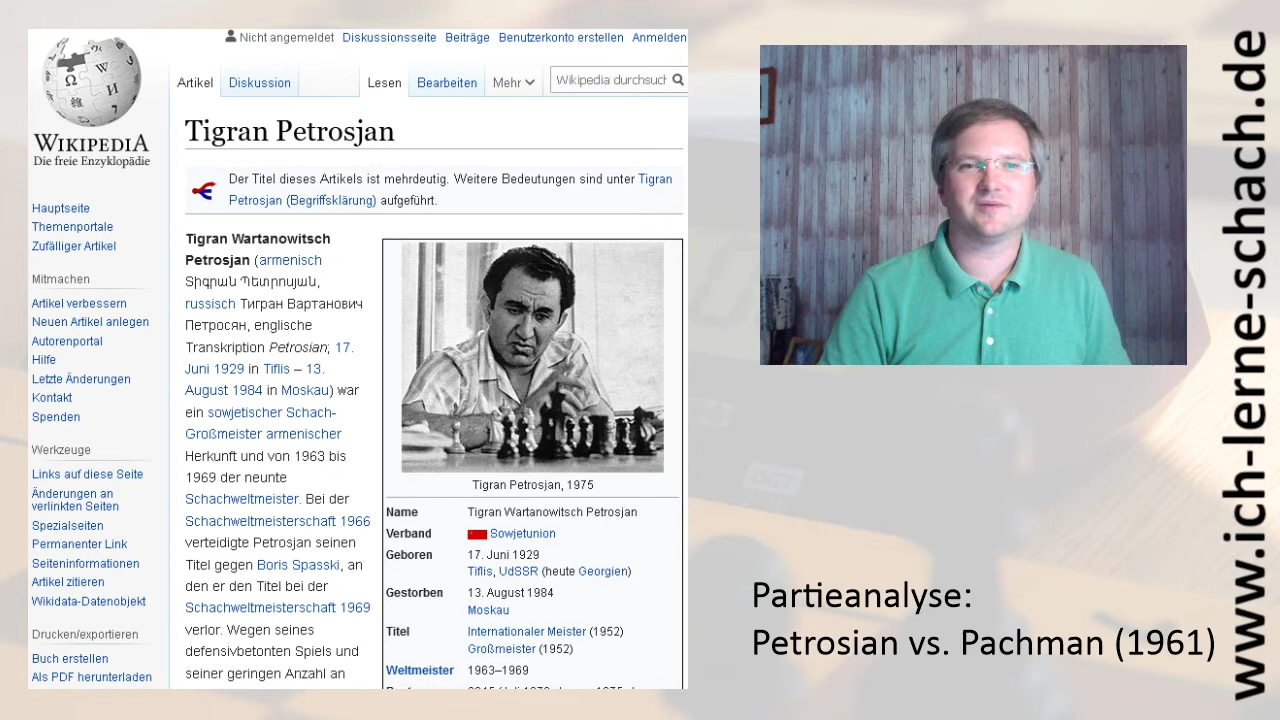 Nicht angemeldet Diskussionsseite Beiträge Benutzerkonto erstellen Anmelden
Artikel Diskussion Lesen Bearbeiten Mehr Wikipedia durchsuch
WIKIPEDIA
Die freie Enzyklopädie
Hauptseite
Themenportale
Zufälliger Artikel
Mitmachen
Artikel verbessern
Neuen Artikel anlegen
Autorenportal
Hilfe
Letzte Änderungen
Kontakt
Spenden
Werkzeuge
Links auf diese Seite
Änderungen an
verlinkten Seiten
Spezialseiten
Permanenter Link
Seiteninformationen
Artikel zitieren
Wikidata-Datenobjekt
Drucken/exportieren
Buch erstellen
Als PDF herunterladen
Tigran Petrosjan
Der Titel dieses Artikels ist mehrdeutig. Weitere Bedeutungen sind unter Tigran
Petrosjan (Begriffsklärung) aufgeführt.
Tigran Wartanowitsch
Petrosjan (armenisch
Տիգրան Պետրոսյան,
russisch Тигран Вартанович
Петросян, englische
Transkription Petrosian; 17.
Juni 1929 in Tiflis – 13.
August 1984 in Moskau) war
ein sowjetischer Schach-
Großmeister armenischer
Herkunft und von 1963 bis
1969 der neunte
Schachweltmeister. Bei der
Schachweltmeisterschaft 1966
verteidigte Petrosjan seinen
Titel gegen Boris Spasski, an
den er den Titel bei der
Schachweltmeisterschaft 1969
verlor. Wegen seines
defensivbetonten Spiels und
seiner geringen Anzahl an
Tigran Petrosjan, 1975
Name Tigran Wartanowitsch Petrosjan
Verband Sowjetunion
Geboren 17. Juni 1929
Tiflis, UdSSR (heute Georgien)
Gestorben 13. August 1984
Moskau
Titel Internationaler Meister (1952)
Großmeister (1952)
Weltmeister 1963–1969
Partieanalyse:
Petrosian vs. Pachman (1961)
www.ich-lerne-schach.de